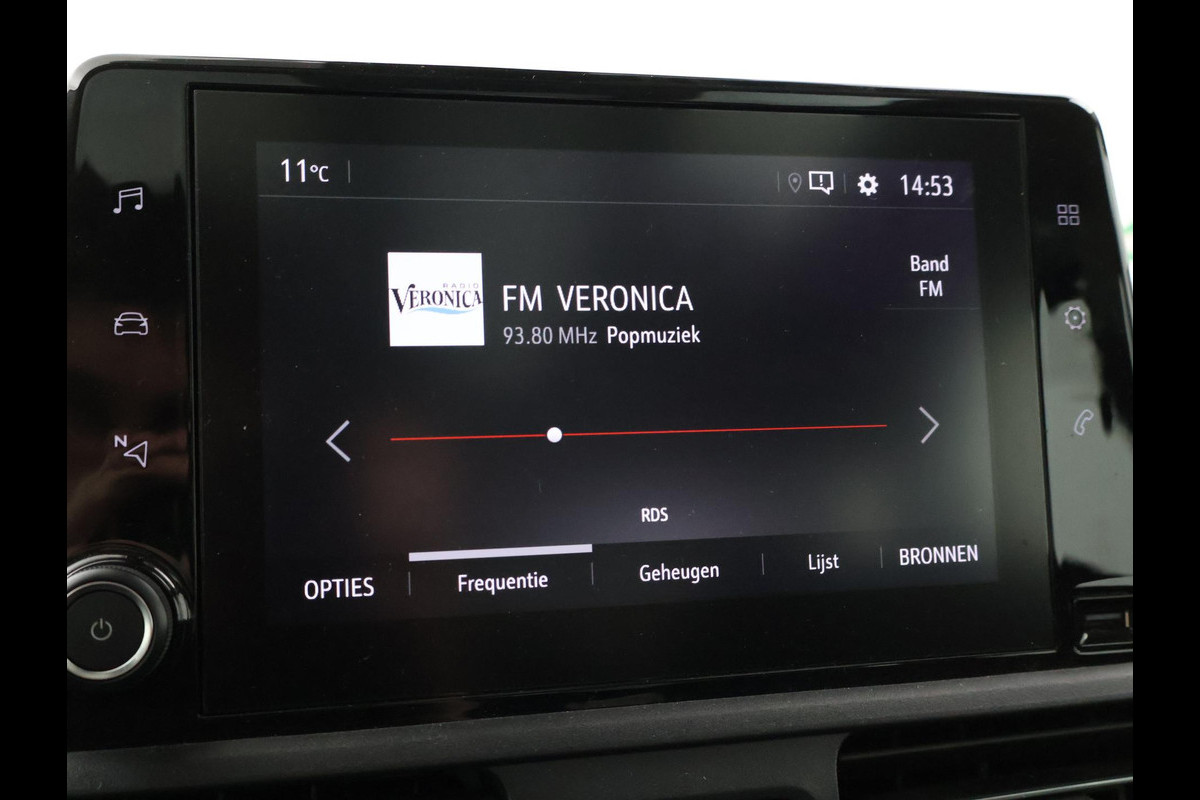 11°C
14:53
Band
FM
RADIO
VERONICA
FM VERONICA
93.80 MHz Popmuziek
N
RDS
OPTIES
Frequentie
Geheugen
Lijst
BRONNEN